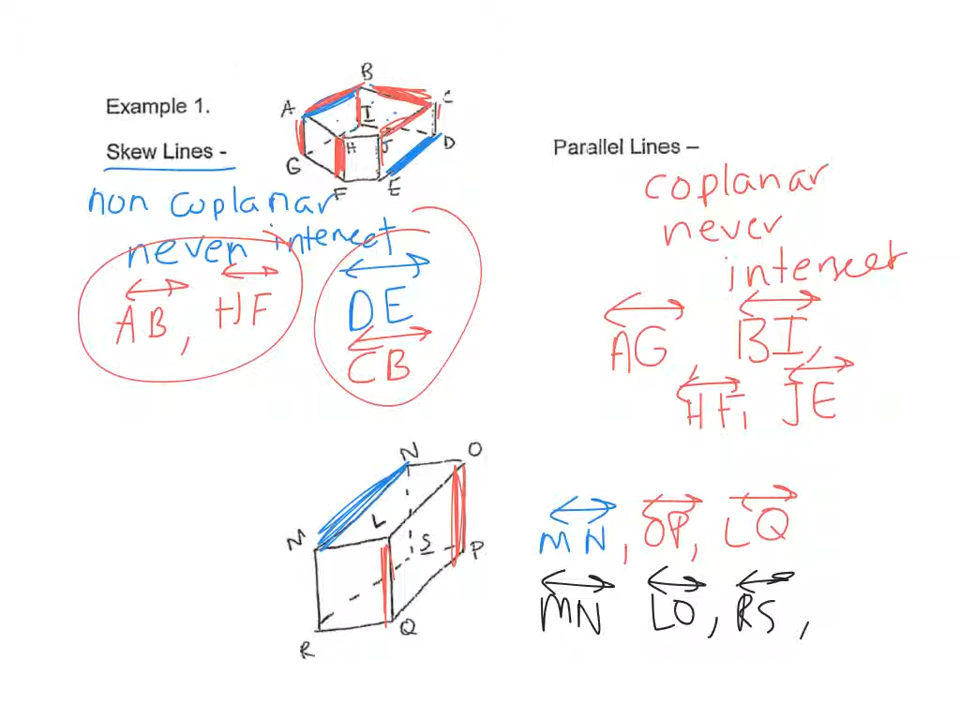 Example 1.
Skew Lines -
non coplanar
never intersect
AB, HF
DE
CB
B
A
C
I
H
J
D
G
F
E
Parallel Lines –
coplanar
never
intersect
AG, BI,
HF, JE
N
O
M
L
S
P
Q
R
MN, OP, LQ
MN LO, RS,